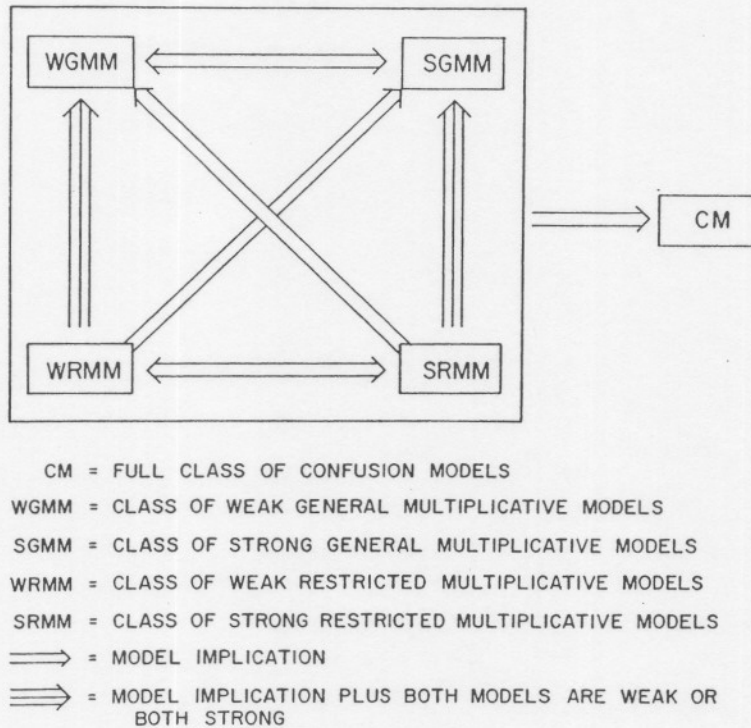 WGMM
SGMM
CM
WRMM
SRMM
CM = FULL CLASS OF CONFUSION MODELS
WGMM = CLASS OF WEAK GENERAL MULTIPLICATIVE MODELS
SGMM = CLASS OF STRONG GENERAL MULTIPLICATIVE MODELS
WRMM = CLASS OF WEAK RESTRICTED MULTIPLICATIVE MODELS
SRMM = CLASS OF STRONG RESTRICTED MULTIPLICATIVE MODELS
= MODEL IMPLICATION
= MODEL IMPLICATION PLUS BOTH MODELS ARE WEAK OR
BOTH STRONG